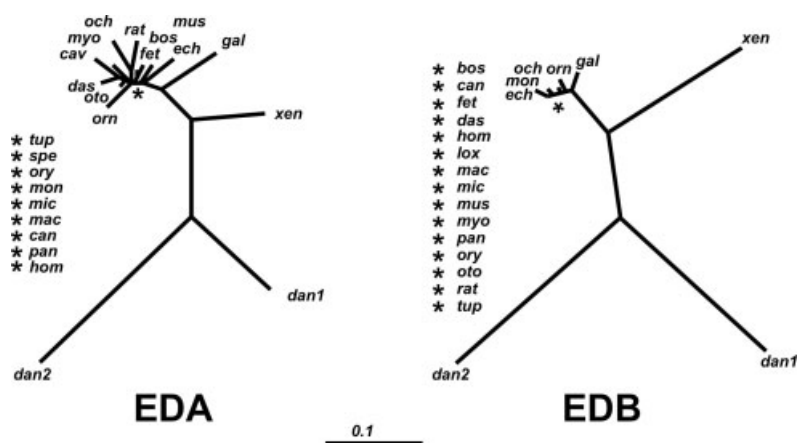 och
rat
mus
myo
bos
fet
cav
ech
gal
das
oto
*
orn
xen
* tup
* spe
* ory
* mon
* mic
* mac
* can
* pan
* hom
dan1
dan2
EDA
xen
* bos
* can
* fet
* das
* hom
* lox
* mac
* mic
* mus
* myo
* pan
* ory
* oto
* rat
* tup
och
orn
gal
mon
ech
*
dan1
dan2
EDB
0.1